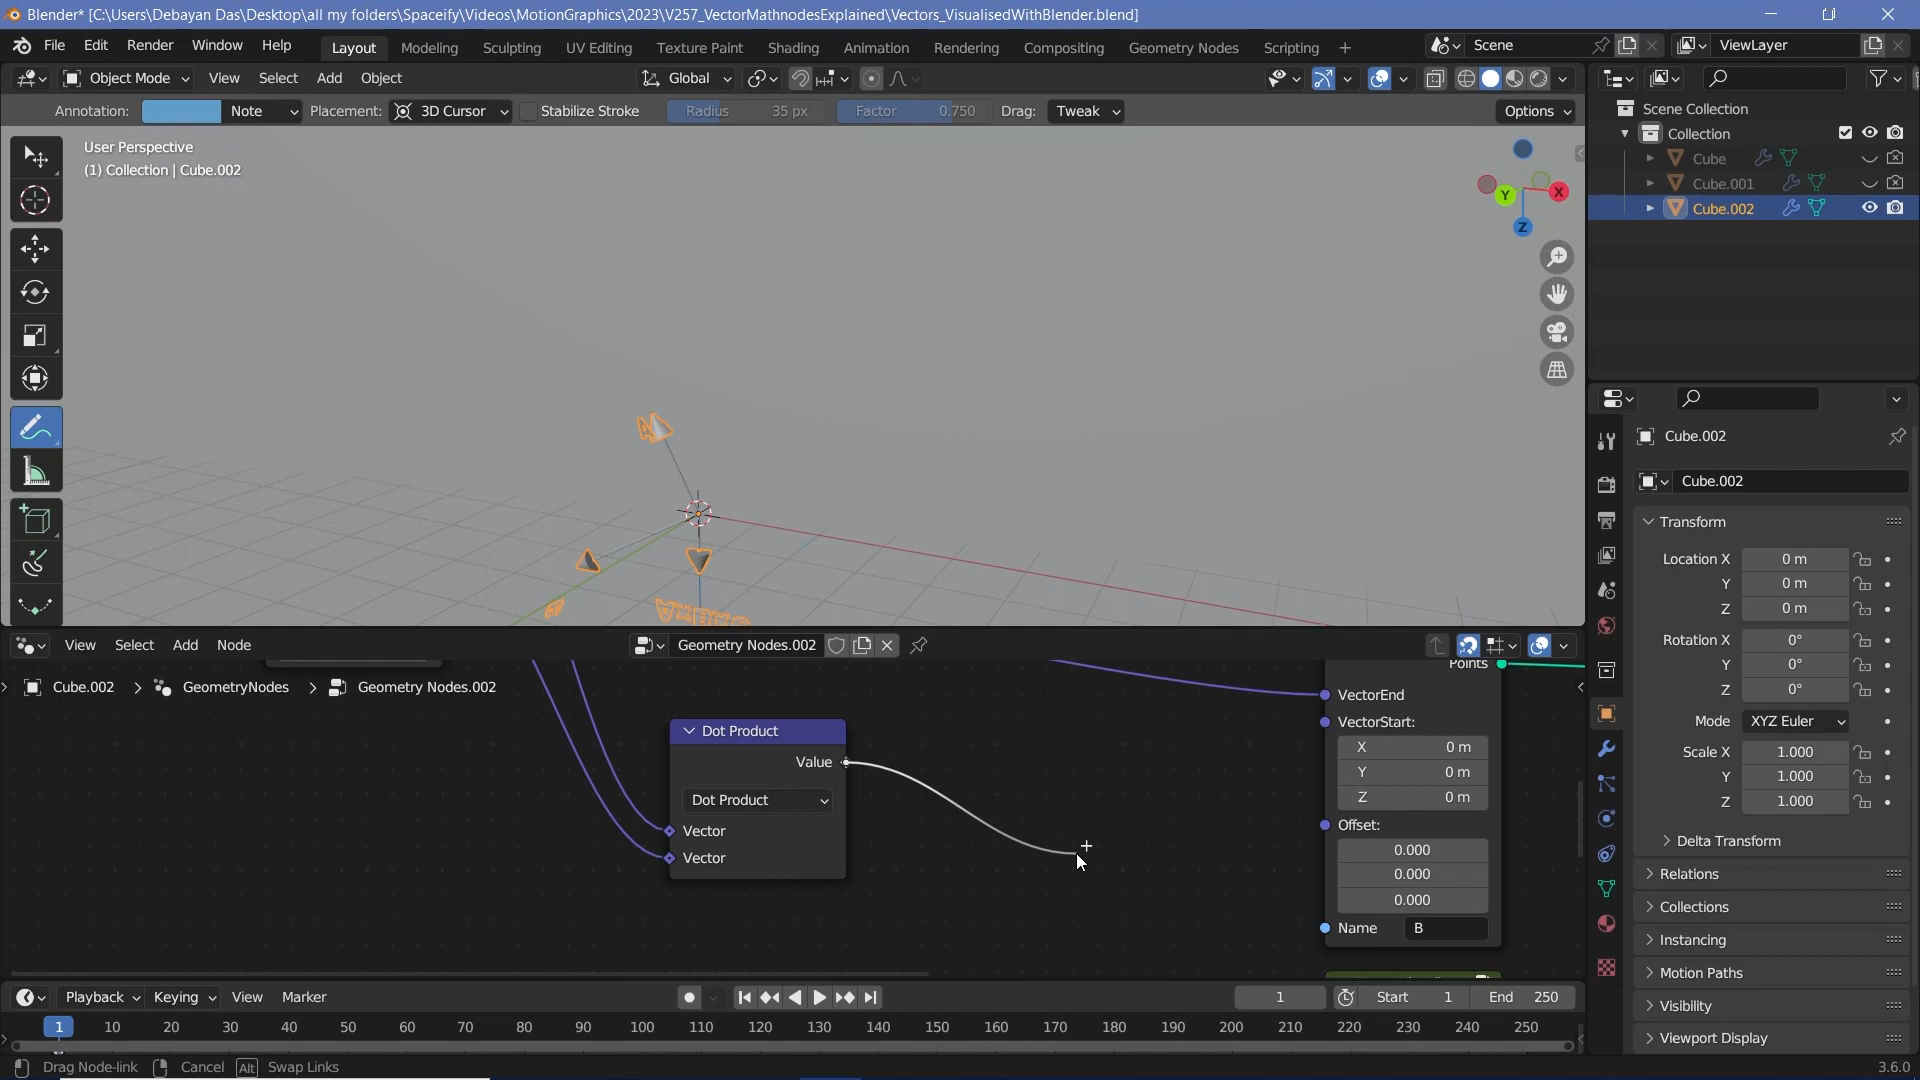 Blender* [C:\Users\Debayan Das\Desktop\all my folders\Spaceify\Videos\MotionGraphics\2023\V257_VectorMathnodesExplained\Vectors_VisualisedWithBlender.blend]
File Edit Render Window Help Layout Modeling Sculpting UV Editing Texture Paint Shading Animation Rendering Compositing Geometry Nodes Scripting + Scene ViewLayer
Object Mode View Select Add Object Global
Annotation: Note Placement: 3D Cursor Stabilize Stroke Radius 35 px Factor 0.750 Drag: Tweak Options
User Perspective
(1) Collection | Cube.002
Y X
Z
A
Scene Collection
Collection
Cube
Cube.001
Cube.002
Cube.002
Cube.002
Transform
Location X 0 m
Y 0 m
Z 0 m
Rotation X 0°
Y 0°
Z 0°
Mode XYZ Euler
Scale X 1.000
Y 1.000
Z 1.000
Delta Transform
Relations
Collections
Instancing
Motion Paths
Visibility
Viewport Display
View Select Add Node Geometry Nodes.002
Cube.002 > GeometryNodes > Geometry Nodes.002
Dot Product
Value
Dot Product
Vector
Vector
Points
VectorEnd
VectorStart:
X 0 m
Y 0 m
Z 0 m
Offset:
0.000
0.000
0.000
Name B
Playback Keying View Marker 1 Start 1 End 250
1 10 20 30 40 50 60 70 80 90 100 110 120 130 140 150 160 170 180 190 200 210 220 230 240 250
Drag Node-link Cancel Alt Swap Links 3.6.0